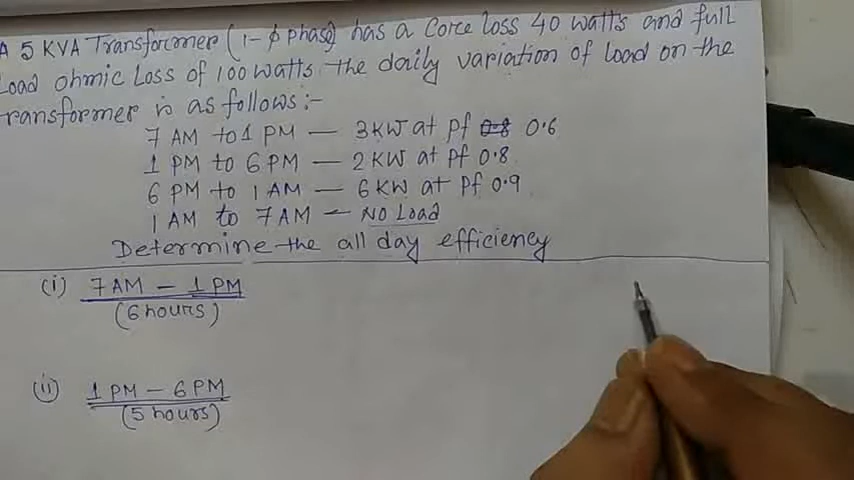 A 5 KVA Transformer (1-ϕ phase) has a Corce loss 40 watts and full
Load ohmic Loss of 100 watts the daily variation of load on the
transformer is as follows:-
7 AM to 1 PM — 3 KW at Pf 0.8 0.6
1 PM to 6 PM — 2 KW at Pf 0.8
6 PM to 1 AM — 6 KW at Pf 0.9
1 AM to 7 AM — No Load
Determine the all day efficiency
(i) 7 AM — 1 PM
(6 hours)
(ii) 1 PM — 6 PM
(5 hours)